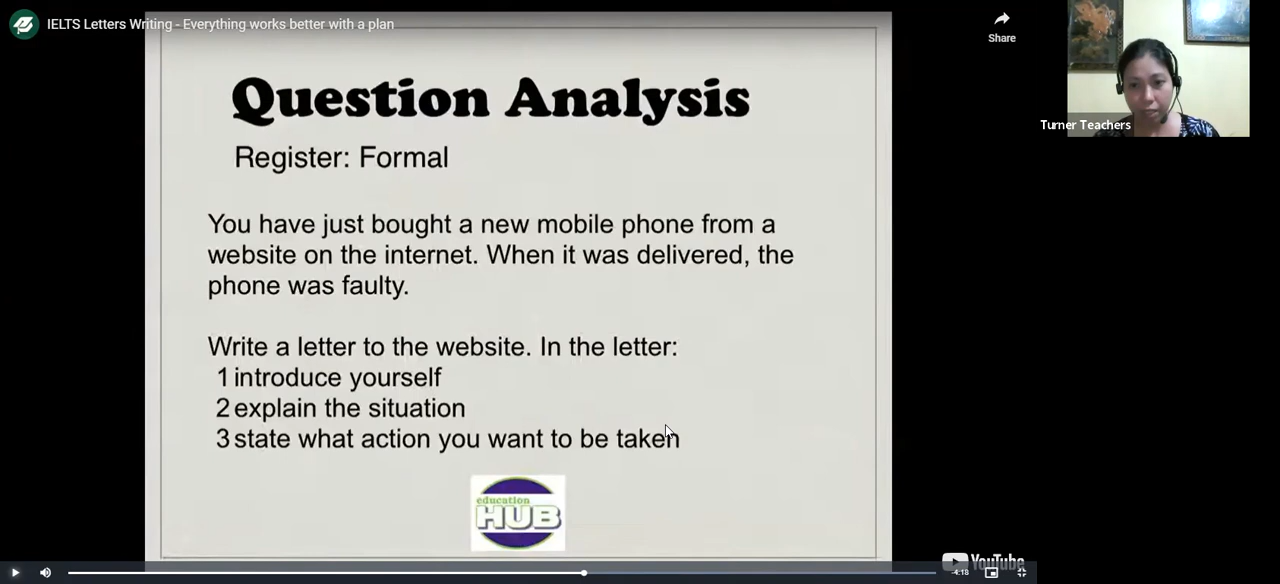 IELTS Letters Writing - Everything works better with a plan
Share
Turner Teachers
Question Analysis
Register: Formal
You have just bought a new mobile phone from a
website on the internet. When it was delivered, the
phone was faulty.
Write a letter to the website. In the letter:
1 introduce yourself
2 explain the situation
3 state what action you want to be taken
education
HUB
YouTube
-4:18